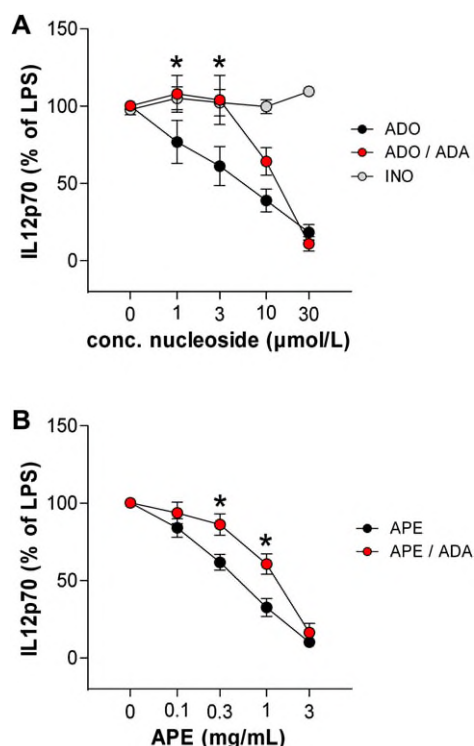 A
150
* *
100
50
0
IL12p70 (% of LPS)
ADO
ADO / ADA
INO
0 1 3 10 30
conc. nucleoside (µmol/L)
B
150
100
* *
50
0
IL12p70 (% of LPS)
APE
APE / ADA
0 0.1 0.3 1 3
APE (mg/mL)